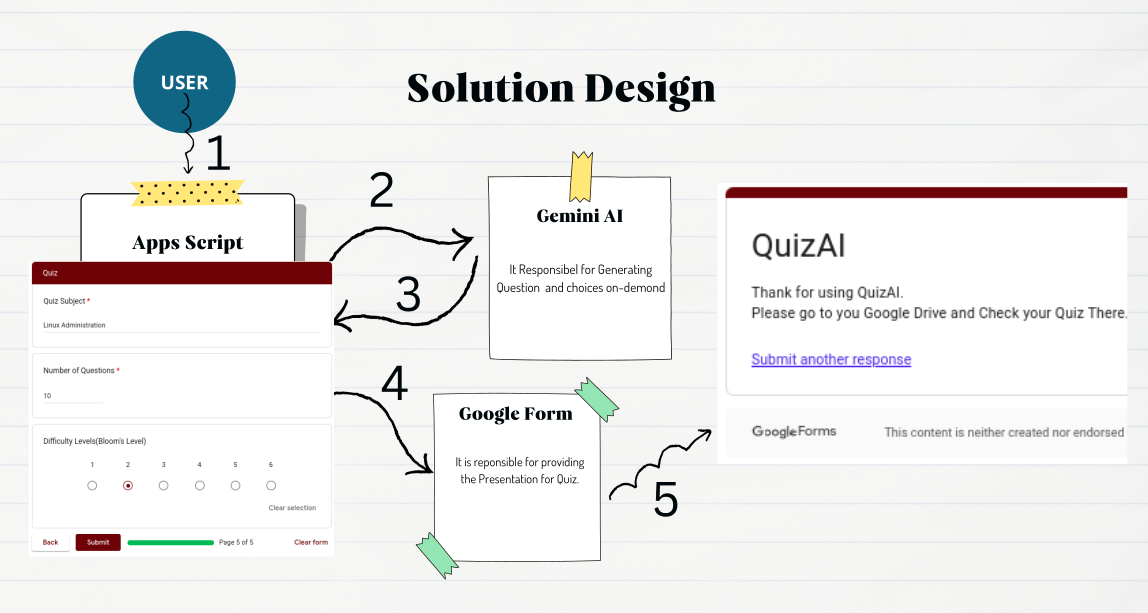 USER
Solution Design
1
Apps Script
2
3
Gemini AI
It Responsibel for Generating
Question and choices on-demond
Quiz
Quiz Subject *
Linux Administration
Number of Questions *
10
Difficulty Levels(Bloom's Level)
1 2 3 4 5 6
Clear selection
Back Submit Page 5 of 5 Clear form
4
Google Form
It is reponsible for providing
the Presentation for Quiz.
5
QuizAI
Thank for using QuizAI.
Please go to you Google Drive and Check your Quiz There.
Submit another response
Google Forms This content is neither created nor endorsed